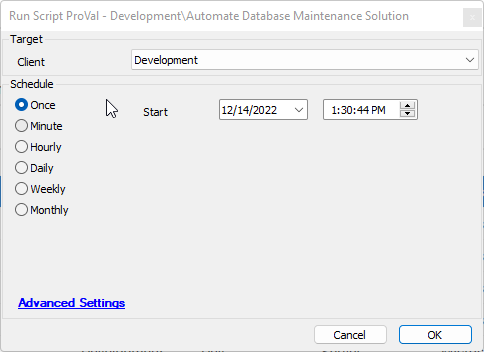 Run Script ProVal - Development\Automate Database Maintenance Solution
Target
Client Development
Schedule
Once Start 12/14/2022 1:30:44 PM
Minute
Hourly
Daily
Weekly
Monthly
Advanced Settings
Cancel OK